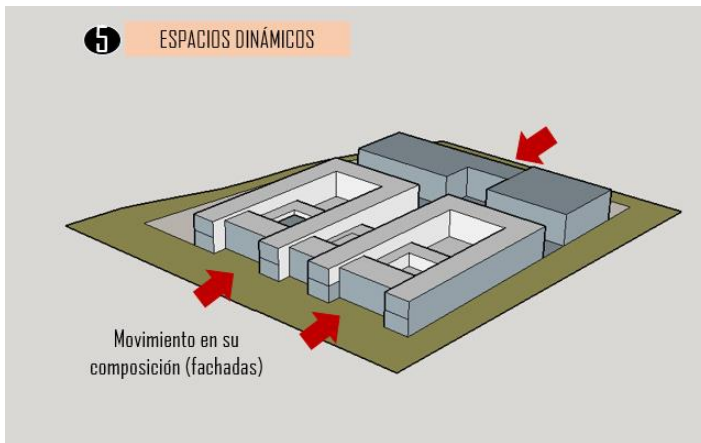 5 ESPACIOS DINÁMICOS
Movimiento en su
composición (fachadas)